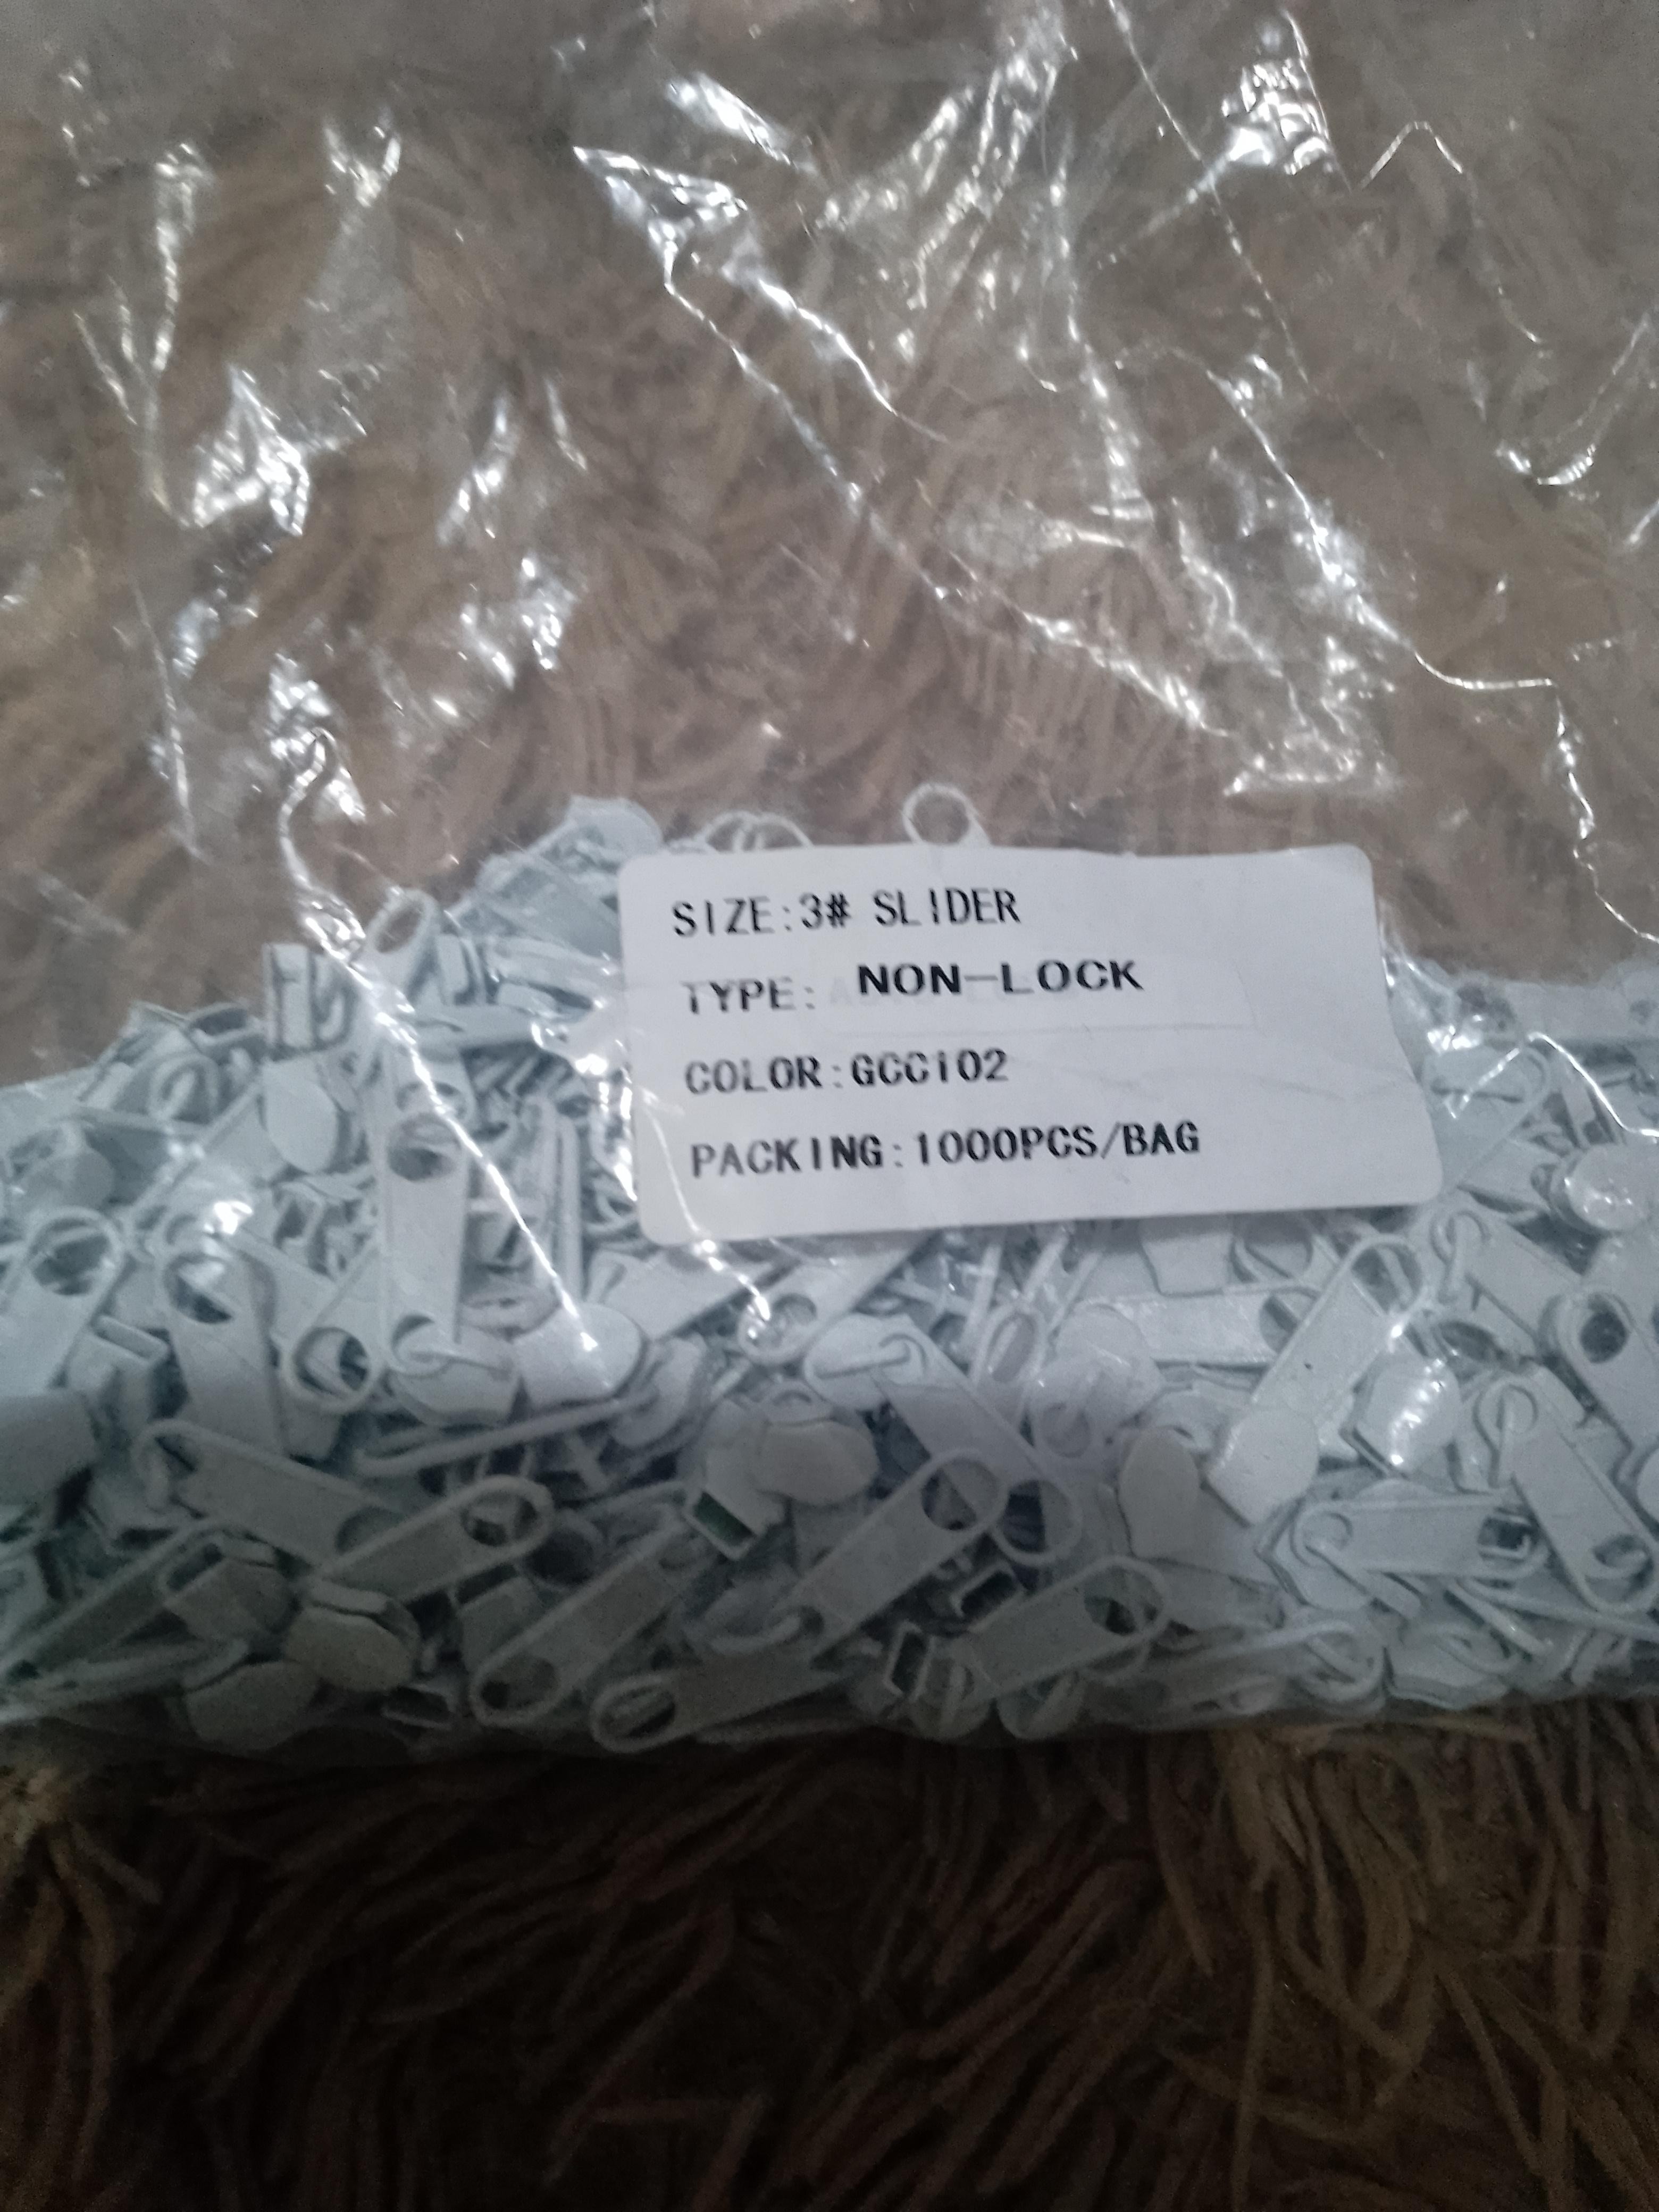 SIZE:3# SLIDER
TYPE: NON-LOCK
COLOR:GCC102
PACKING:1000PCS/BAG